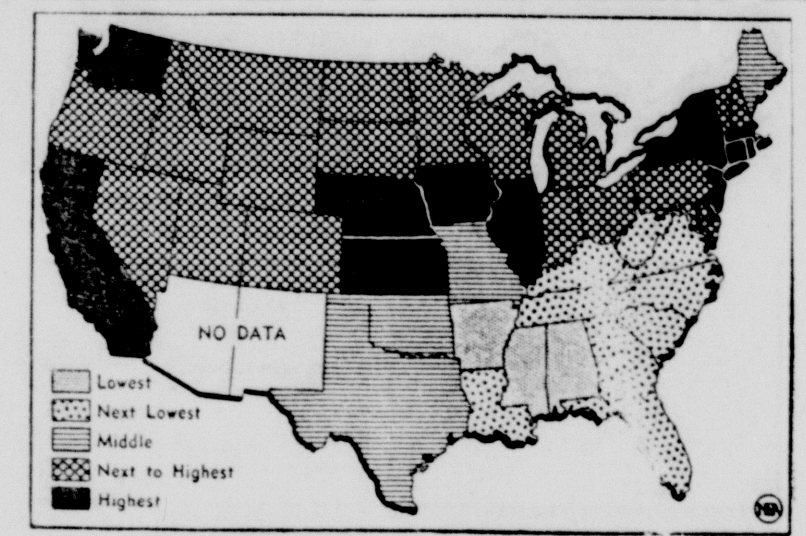 NO DATA
Lowest
Next Lowest
Middle
Next to Highest
Highest
NEA